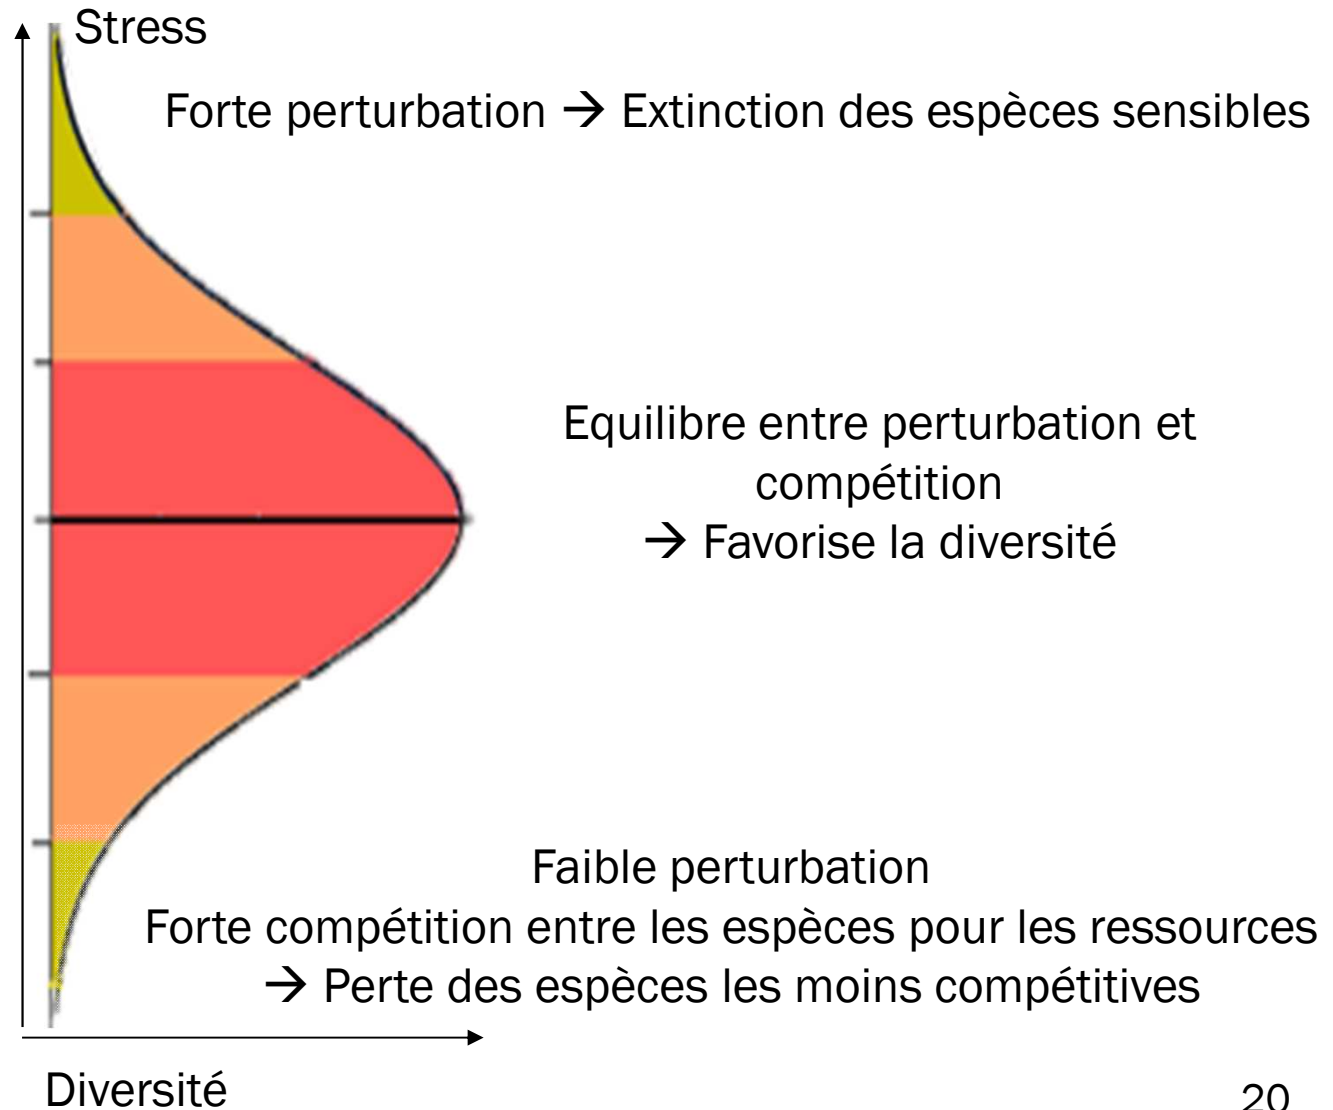 Stress
Forte perturbation → Extinction des espèces sensibles
Equilibre entre perturbation et
compétition
→ Favorise la diversité
Faible perturbation
Forte compétition entre les espèces pour les ressources
→ Perte des espèces les moins compétitives
Diversité
20